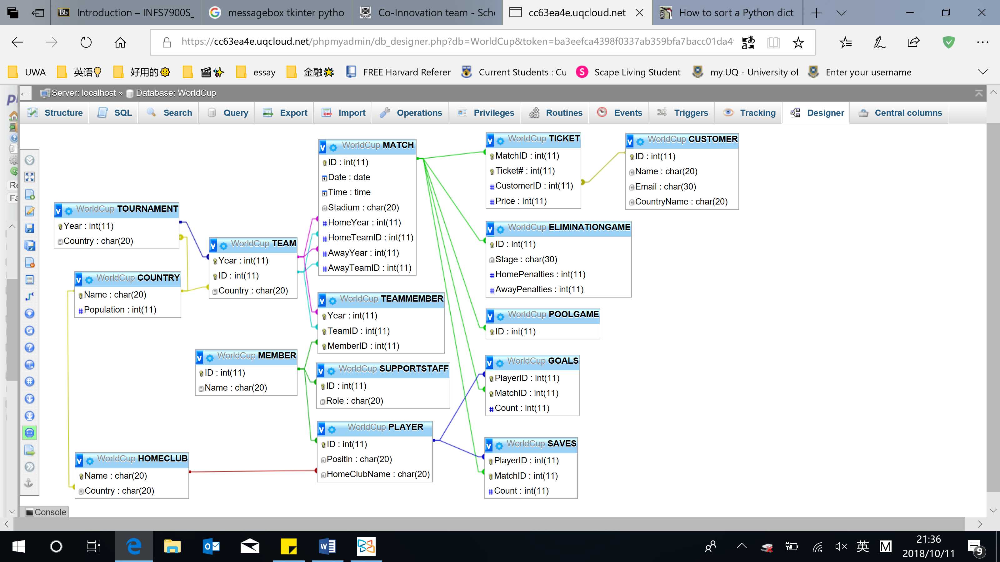 Introduction – INFS7900S_
messagebox tkinter pytho
Co-Innovation team - Sch
cc63ea4e.uqcloud.net
How to sort a Python dict
https://cc63ea4e.uqcloud.net/phpmyadmin/db_designer.php?db=WorldCup&token=ba3eefca4398f0337ab359bfa7bacc01da4
UWA
英语
好用的
essay
金融
FREE Harvard Referer
Current Students : Cu
Scape Living Student
my.UQ - University of
Enter your username
Server: localhost » Database: WorldCup
Structure
SQL
Search
Query
Export
Import
Operations
Privileges
Routines
Events
Triggers
Tracking
Designer
Central columns
Re
Fa
WorldCup TOURNAMENT
Year : int(11)
Country : char(20)
WorldCup COUNTRY
Name : char(20)
Population : int(11)
WorldCup HOMECLUB
Name : char(20)
Country : char(20)
WorldCup TEAM
Year : int(11)
ID : int(11)
Country : char(20)
WorldCup MEMBER
ID : int(11)
Name : char(20)
WorldCup MATCH
ID : int(11)
Date : date
Time : time
Stadium : char(20)
HomeYear : int(11)
HomeTeamID : int(11)
AwayYear : int(11)
AwayTeamID : int(11)
WorldCup TEAMMEMBER
Year : int(11)
TeamID : int(11)
MemberID : int(11)
WorldCup SUPPORTSTAFF
ID : int(11)
Role : char(20)
WorldCup PLAYER
ID : int(11)
Positin : char(20)
HomeClubName : char(20)
WorldCup TICKET
MatchID : int(11)
Ticket# : int(11)
CustomerID : int(11)
Price : int(11)
WorldCup CUSTOMER
ID : int(11)
Name : char(20)
Email : char(30)
CountryName : char(20)
WorldCup ELIMINATIONGAME
ID : int(11)
Stage : char(30)
HomePenalties : int(11)
AwayPenalties : int(11)
WorldCup POOLGAME
ID : int(11)
WorldCup GOALS
PlayerID : int(11)
MatchID : int(11)
Count : int(11)
WorldCup SAVES
PlayerID : int(11)
MatchID : int(11)
Count : int(11)
Console
英
M
21:36
2018/10/11
9